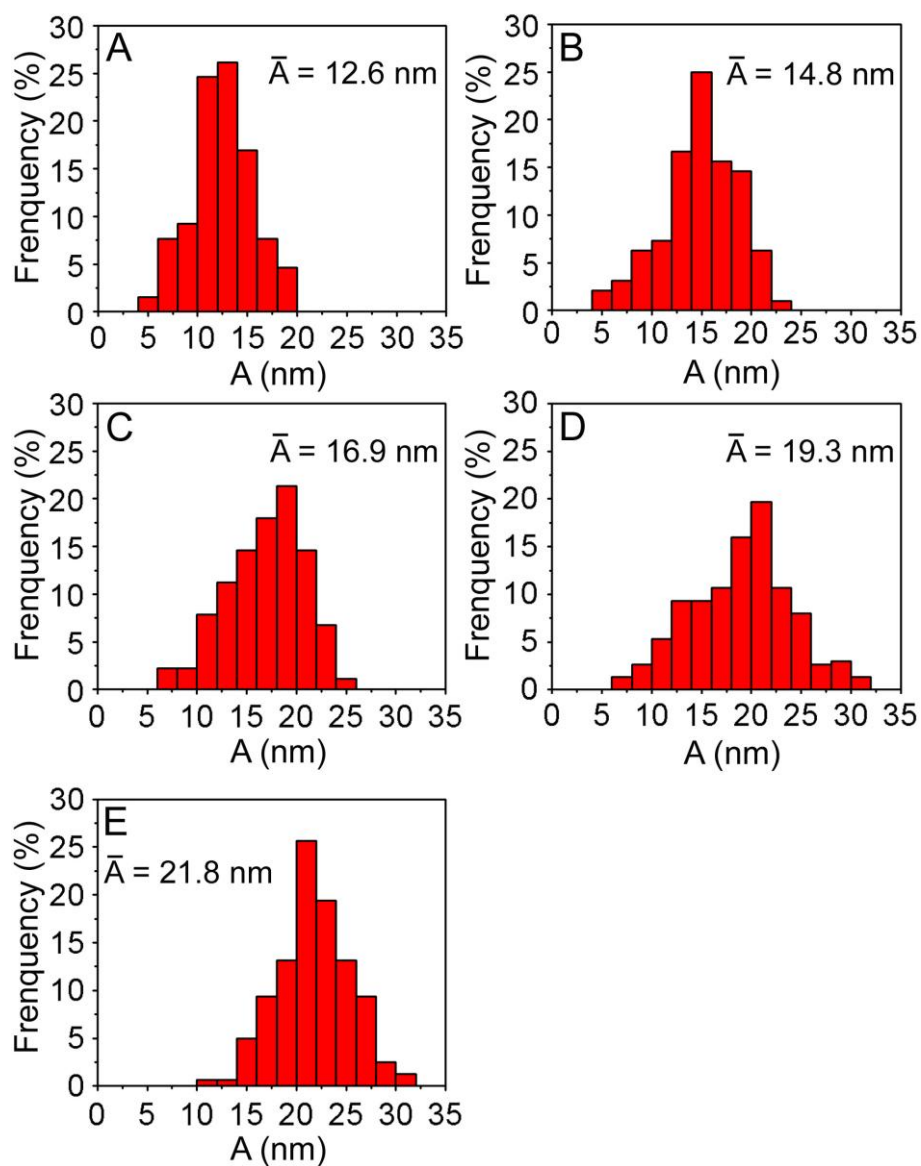 A
Ā = 12.6 nm
Frenquency (%)
30
25
20
15
10
5
0
0 5 10 15 20 25 30 35
A (nm)
B
Ā = 14.8 nm
Frenquency (%)
30
25
20
15
10
5
0
0 5 10 15 20 25 30 35
A (nm)
C
Ā = 16.9 nm
Frenquency (%)
30
25
20
15
10
5
0
0 5 10 15 20 25 30 35
A (nm)
D
Ā = 19.3 nm
Frenquency (%)
30
25
20
15
10
5
0
0 5 10 15 20 25 30 35
A (nm)
E
Ā = 21.8 nm
Frenquency (%)
30
25
20
15
10
5
0
0 5 10 15 20 25 30 35
A (nm)